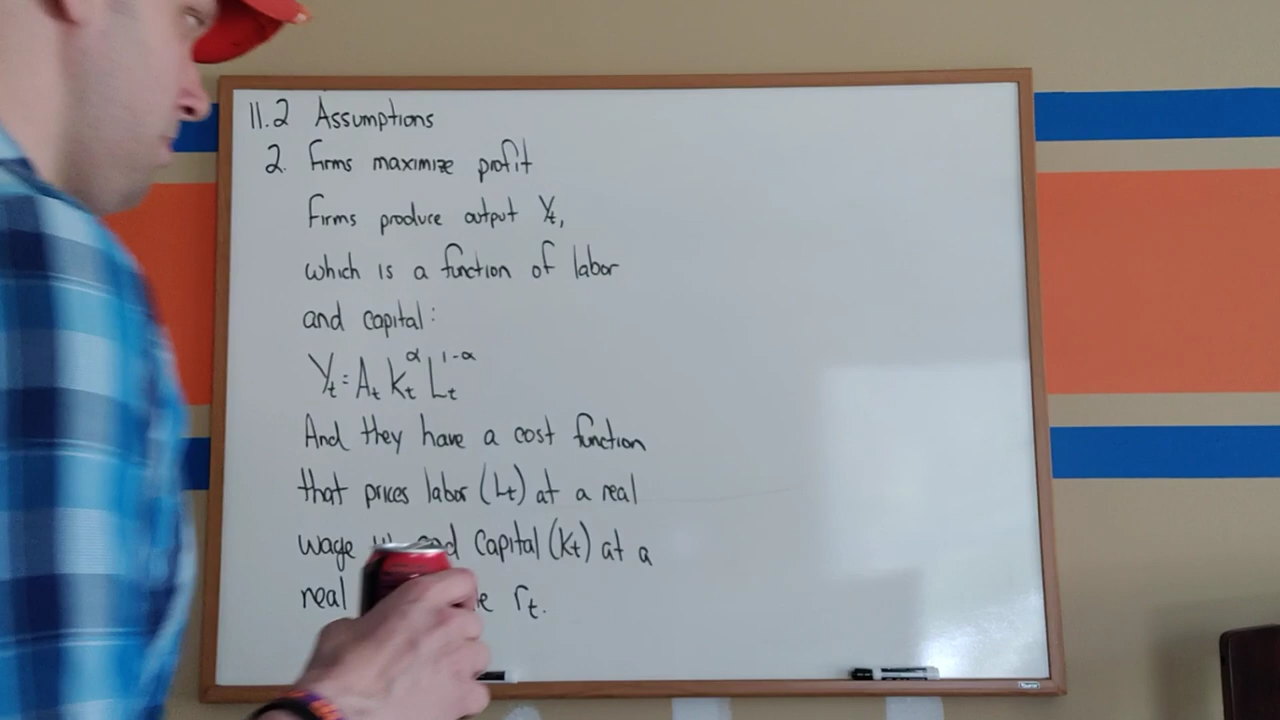 11.2 Assumptions
2. Firms maximize profit
Firms produce output Yt,
which is a function of labor
and capital:
Yt = At Kt^α Lt^1-α
And they have a cost function
that prices labor (Lt) at a real
wage and capital (Kt) at a
real rt.